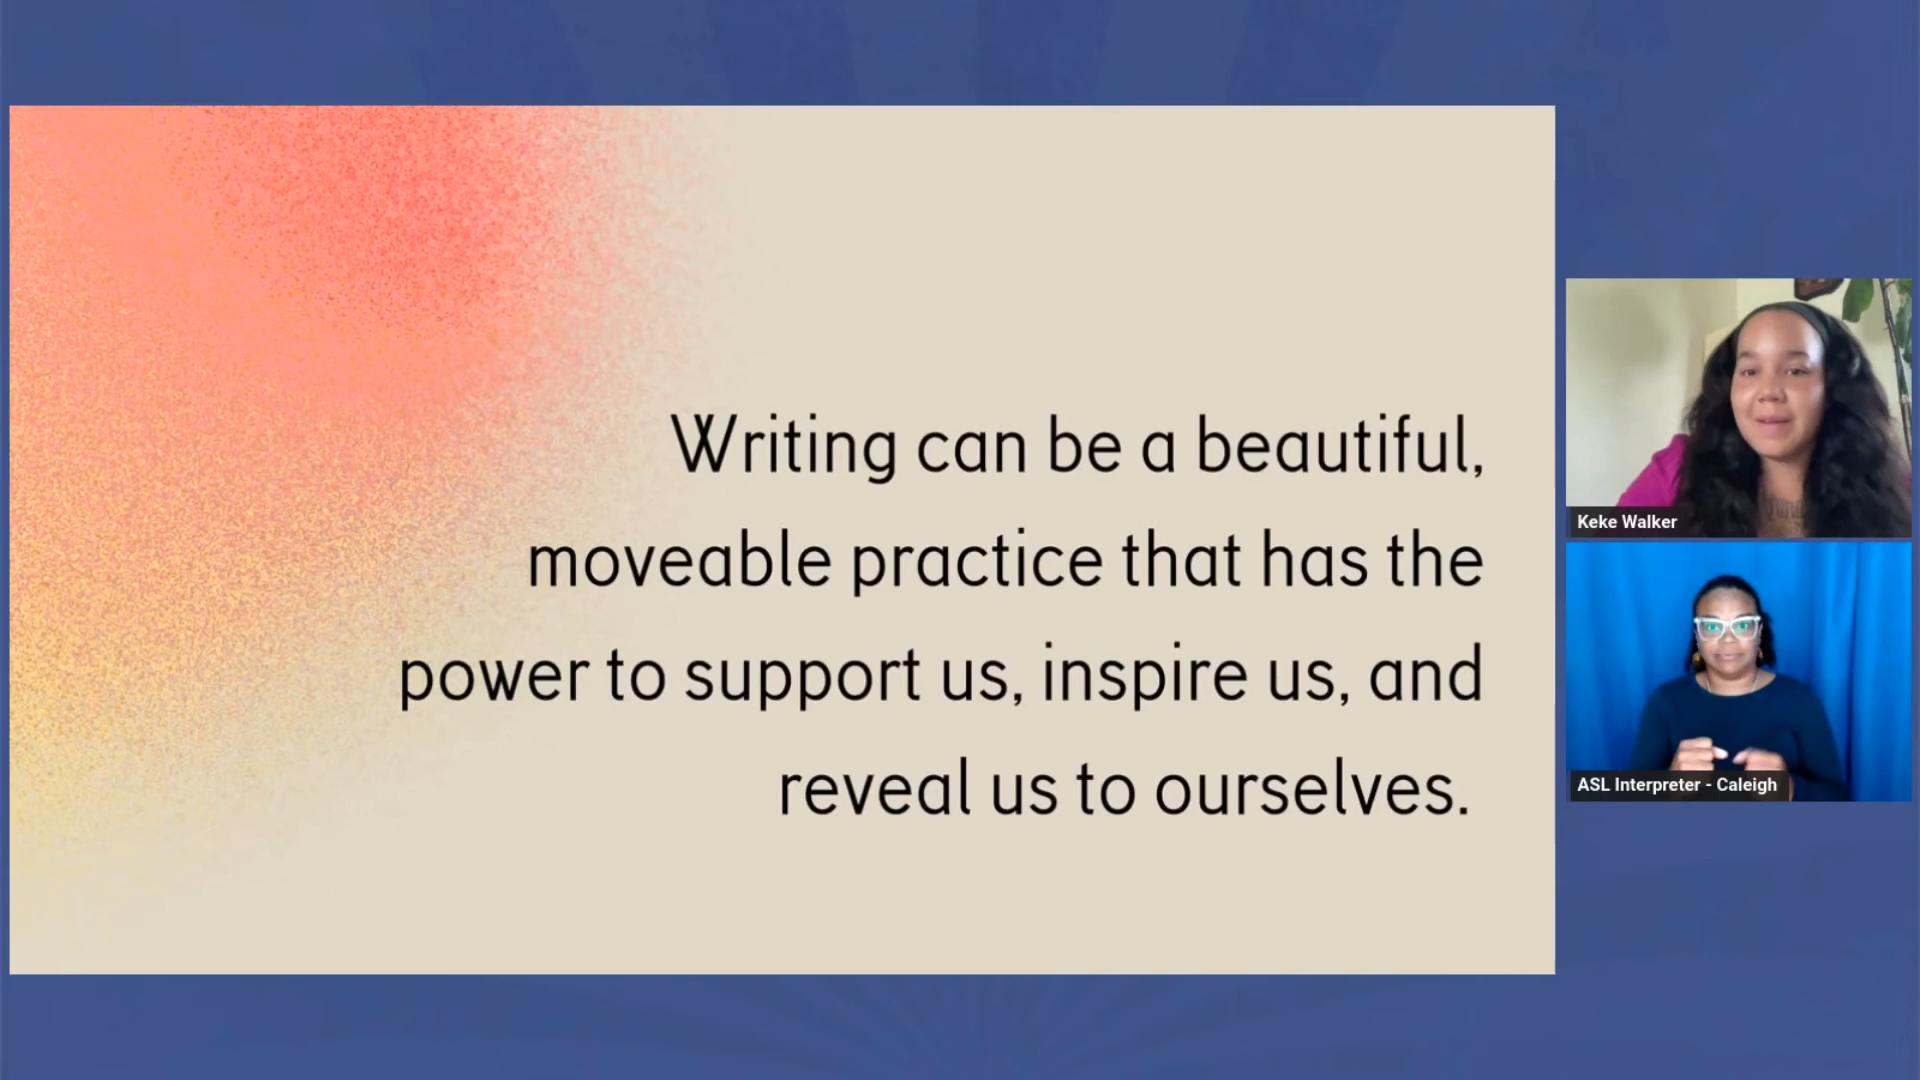 Writing can be a beautiful,
moveable practice that has the
power to support us, inspire us, and
reveal us to ourselves.
Keke Walker
ASL Interpreter - Caleigh